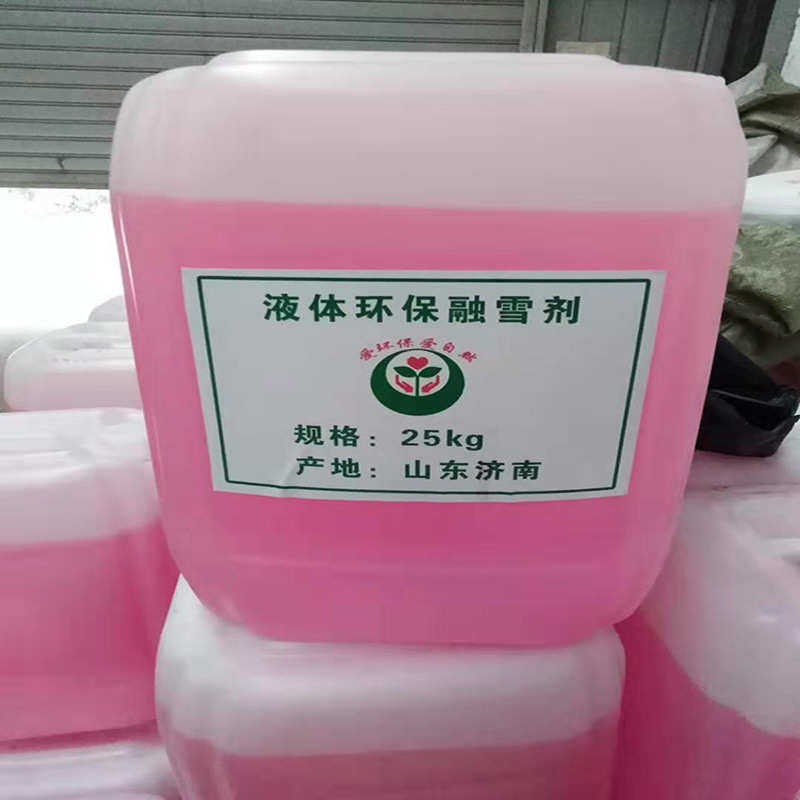 液体环保融雪剂
爱环保爱自然
规格：25kg
产地：山东济南